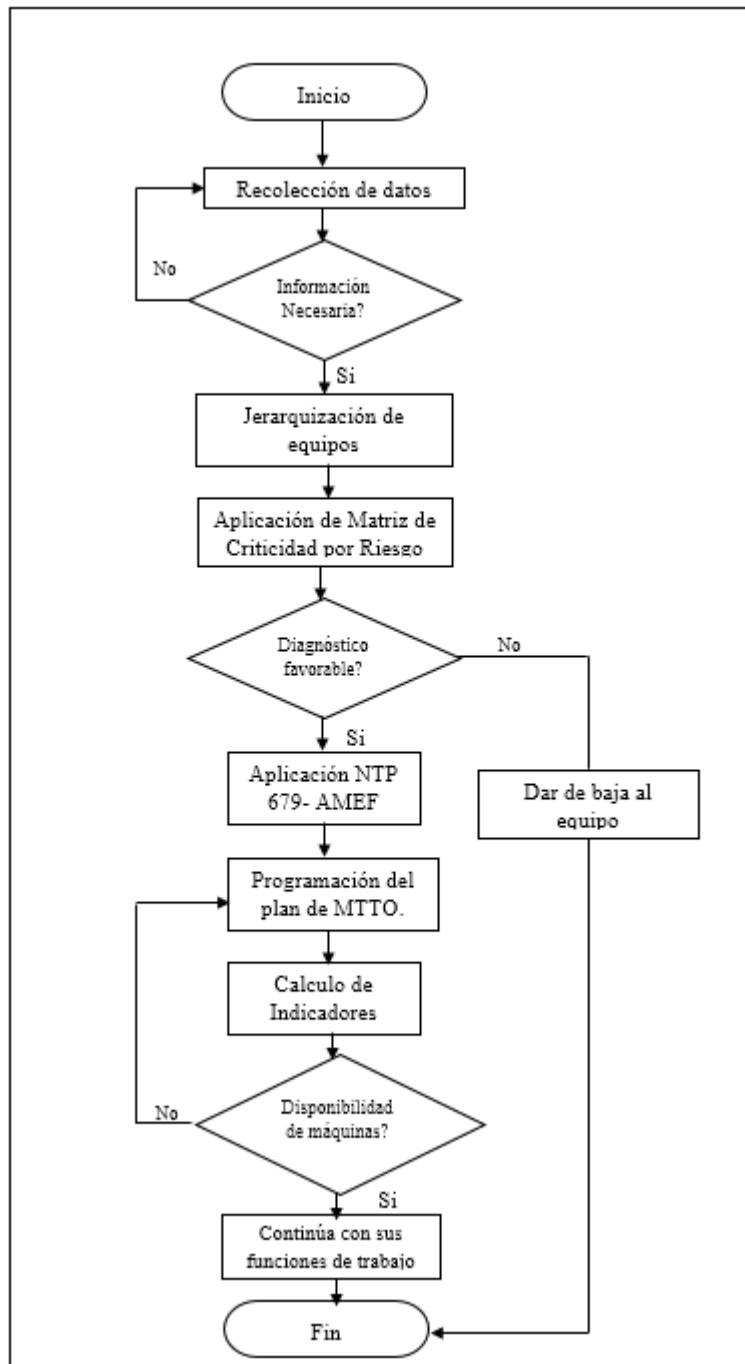 Inicio
Recolección de datos
No
Información
Necesaria?
Si
Jerarquización de
equipos
Aplicación de Matriz de
Criticidad por Riesgo
Diagnóstico
favorable?
No
Si
Aplicación NTP
679- AMEF
Dar de baja al
equipo
Programación del
plan de MTTO.
Calculo de
Indicadores
Disponibilidad
de máquinas?
No
Si
Continúa con sus
funciones de trabajo
Fin